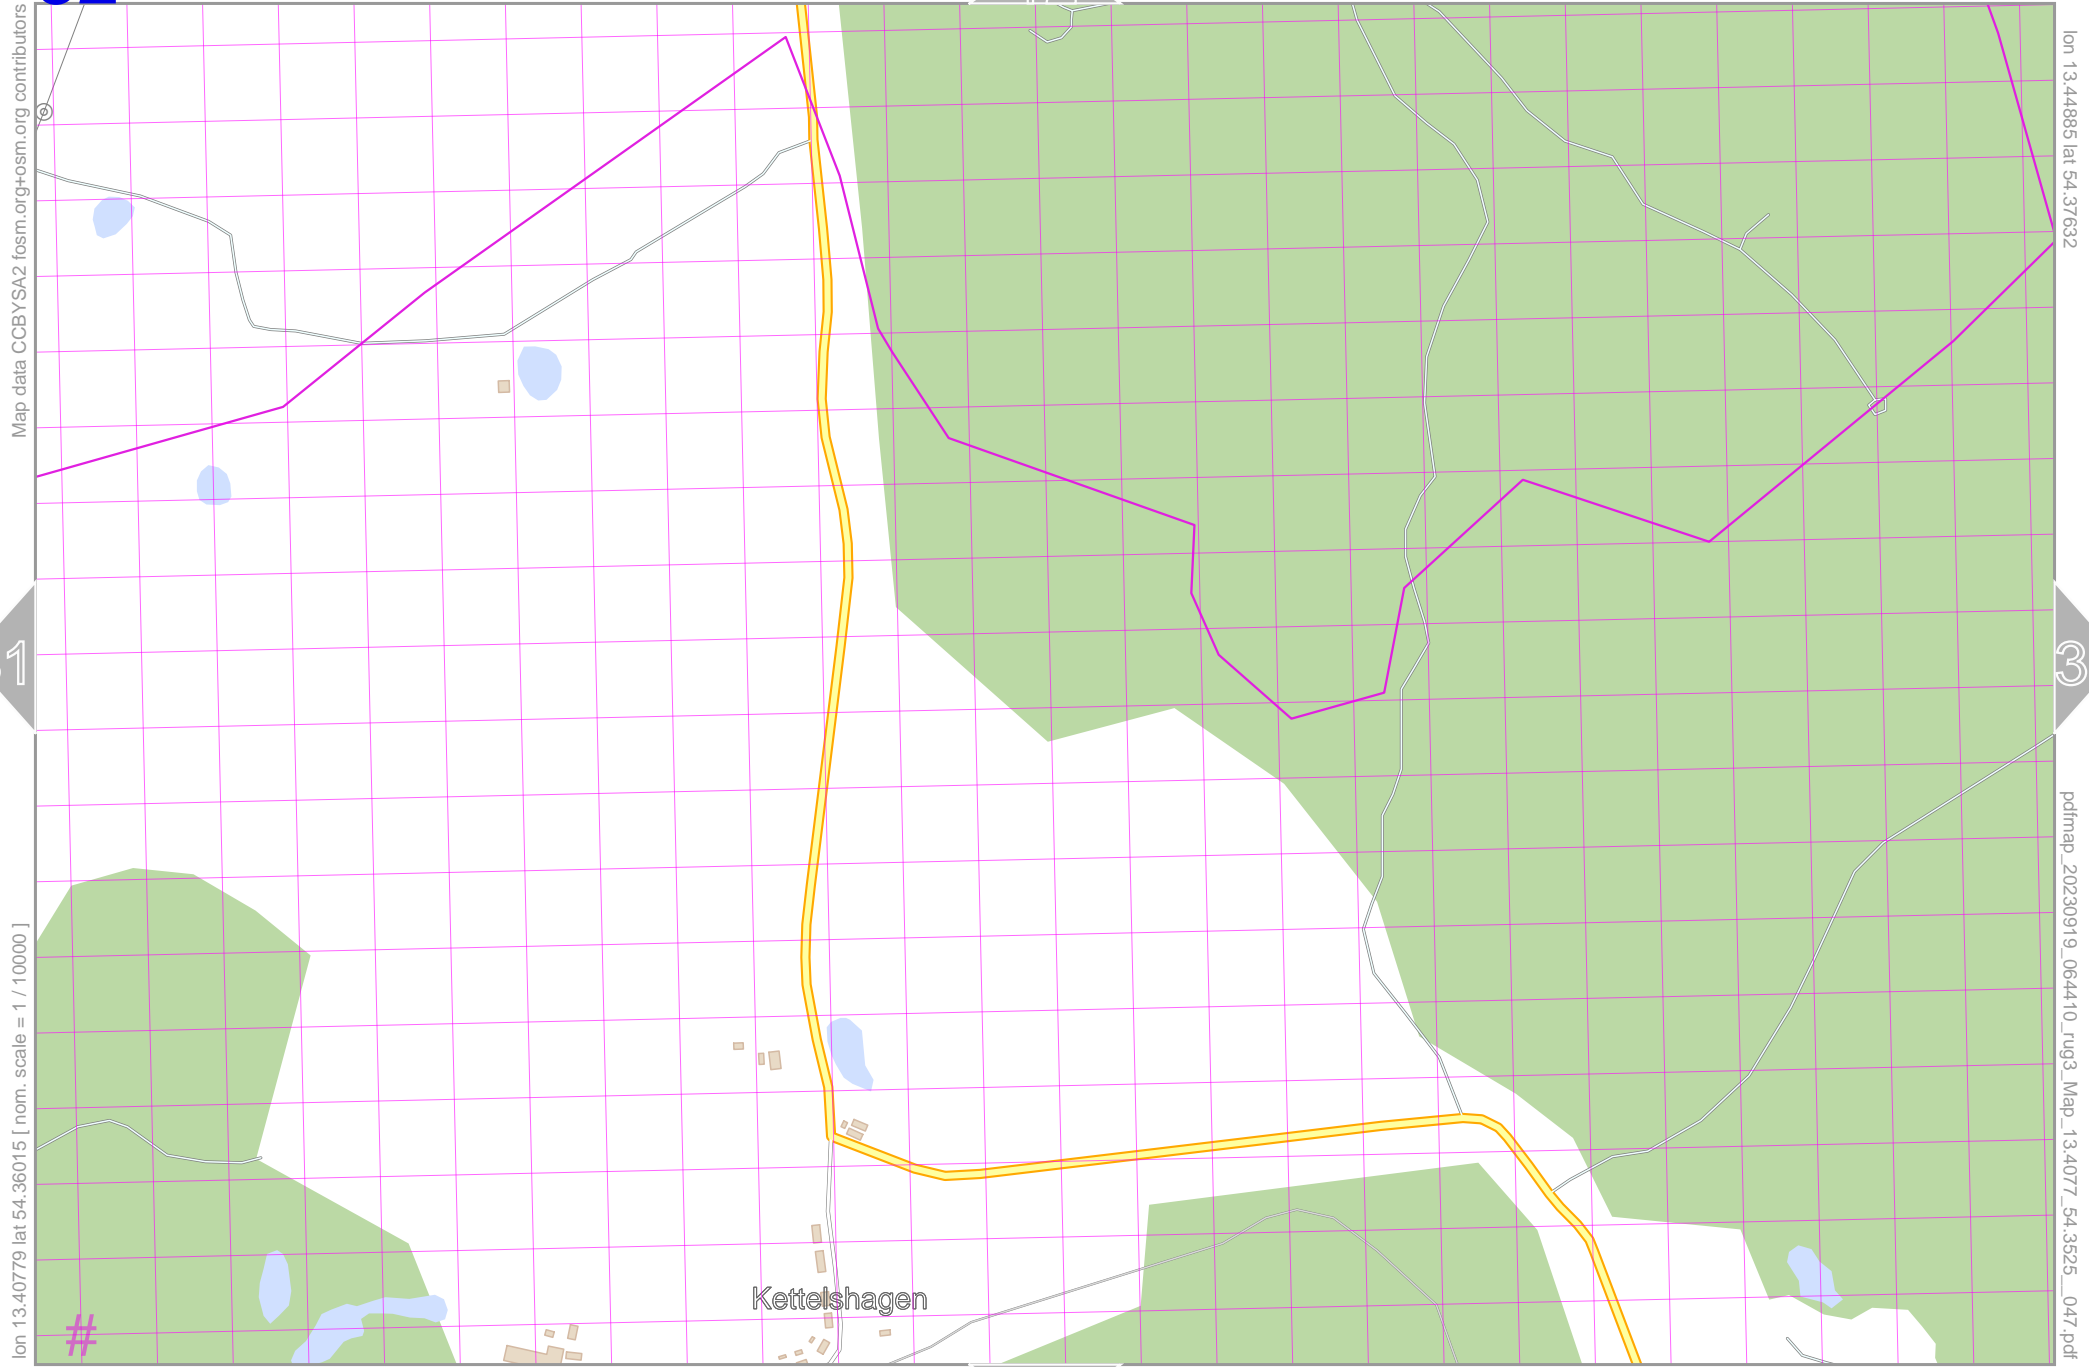 Map data CCBYSA2 fosm.org+osm.org contributors
lon 13.40779 lat 54.36015 [ nom. scale = 1 / 10000 ]
lon 13.44885 lat 54.37632
pdfmap_20230919_064410_rug3_Map_13.4077_54.3525__047.pdf
1
3
Kettelshagen
#